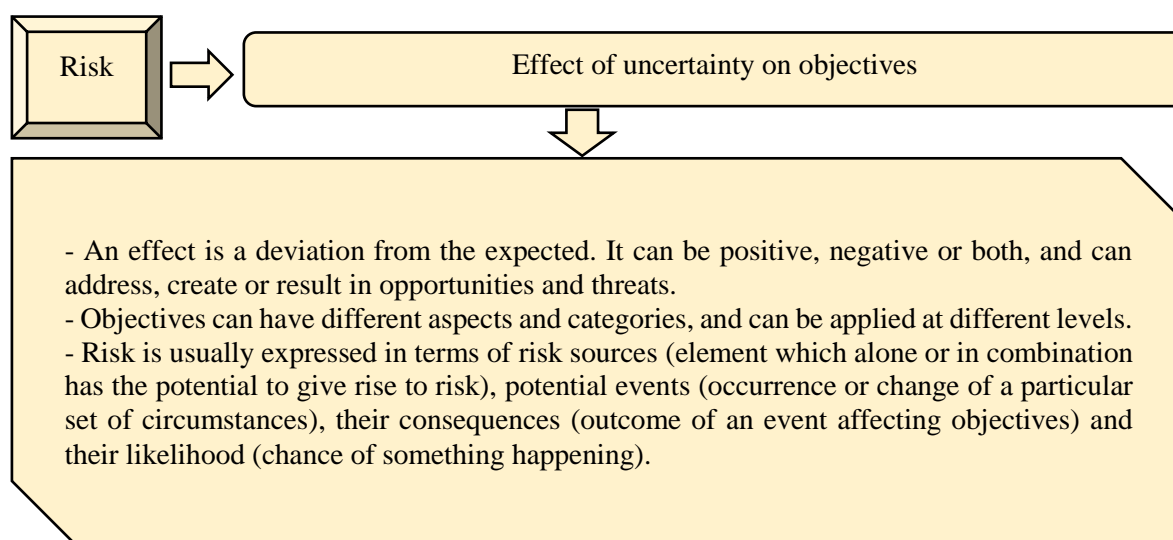 Risk
Effect of uncertainty on objectives
- An effect is a deviation from the expected. It can be positive, negative or both, and can
address, create or result in opportunities and threats.
- Objectives can have different aspects and categories, and can be applied at different levels.
- Risk is usually expressed in terms of risk sources (element which alone or in combination
has the potential to give rise to risk), potential events (occurrence or change of a particular
set of circumstances), their consequences (outcome of an event affecting objectives) and
their likelihood (chance of something happening).